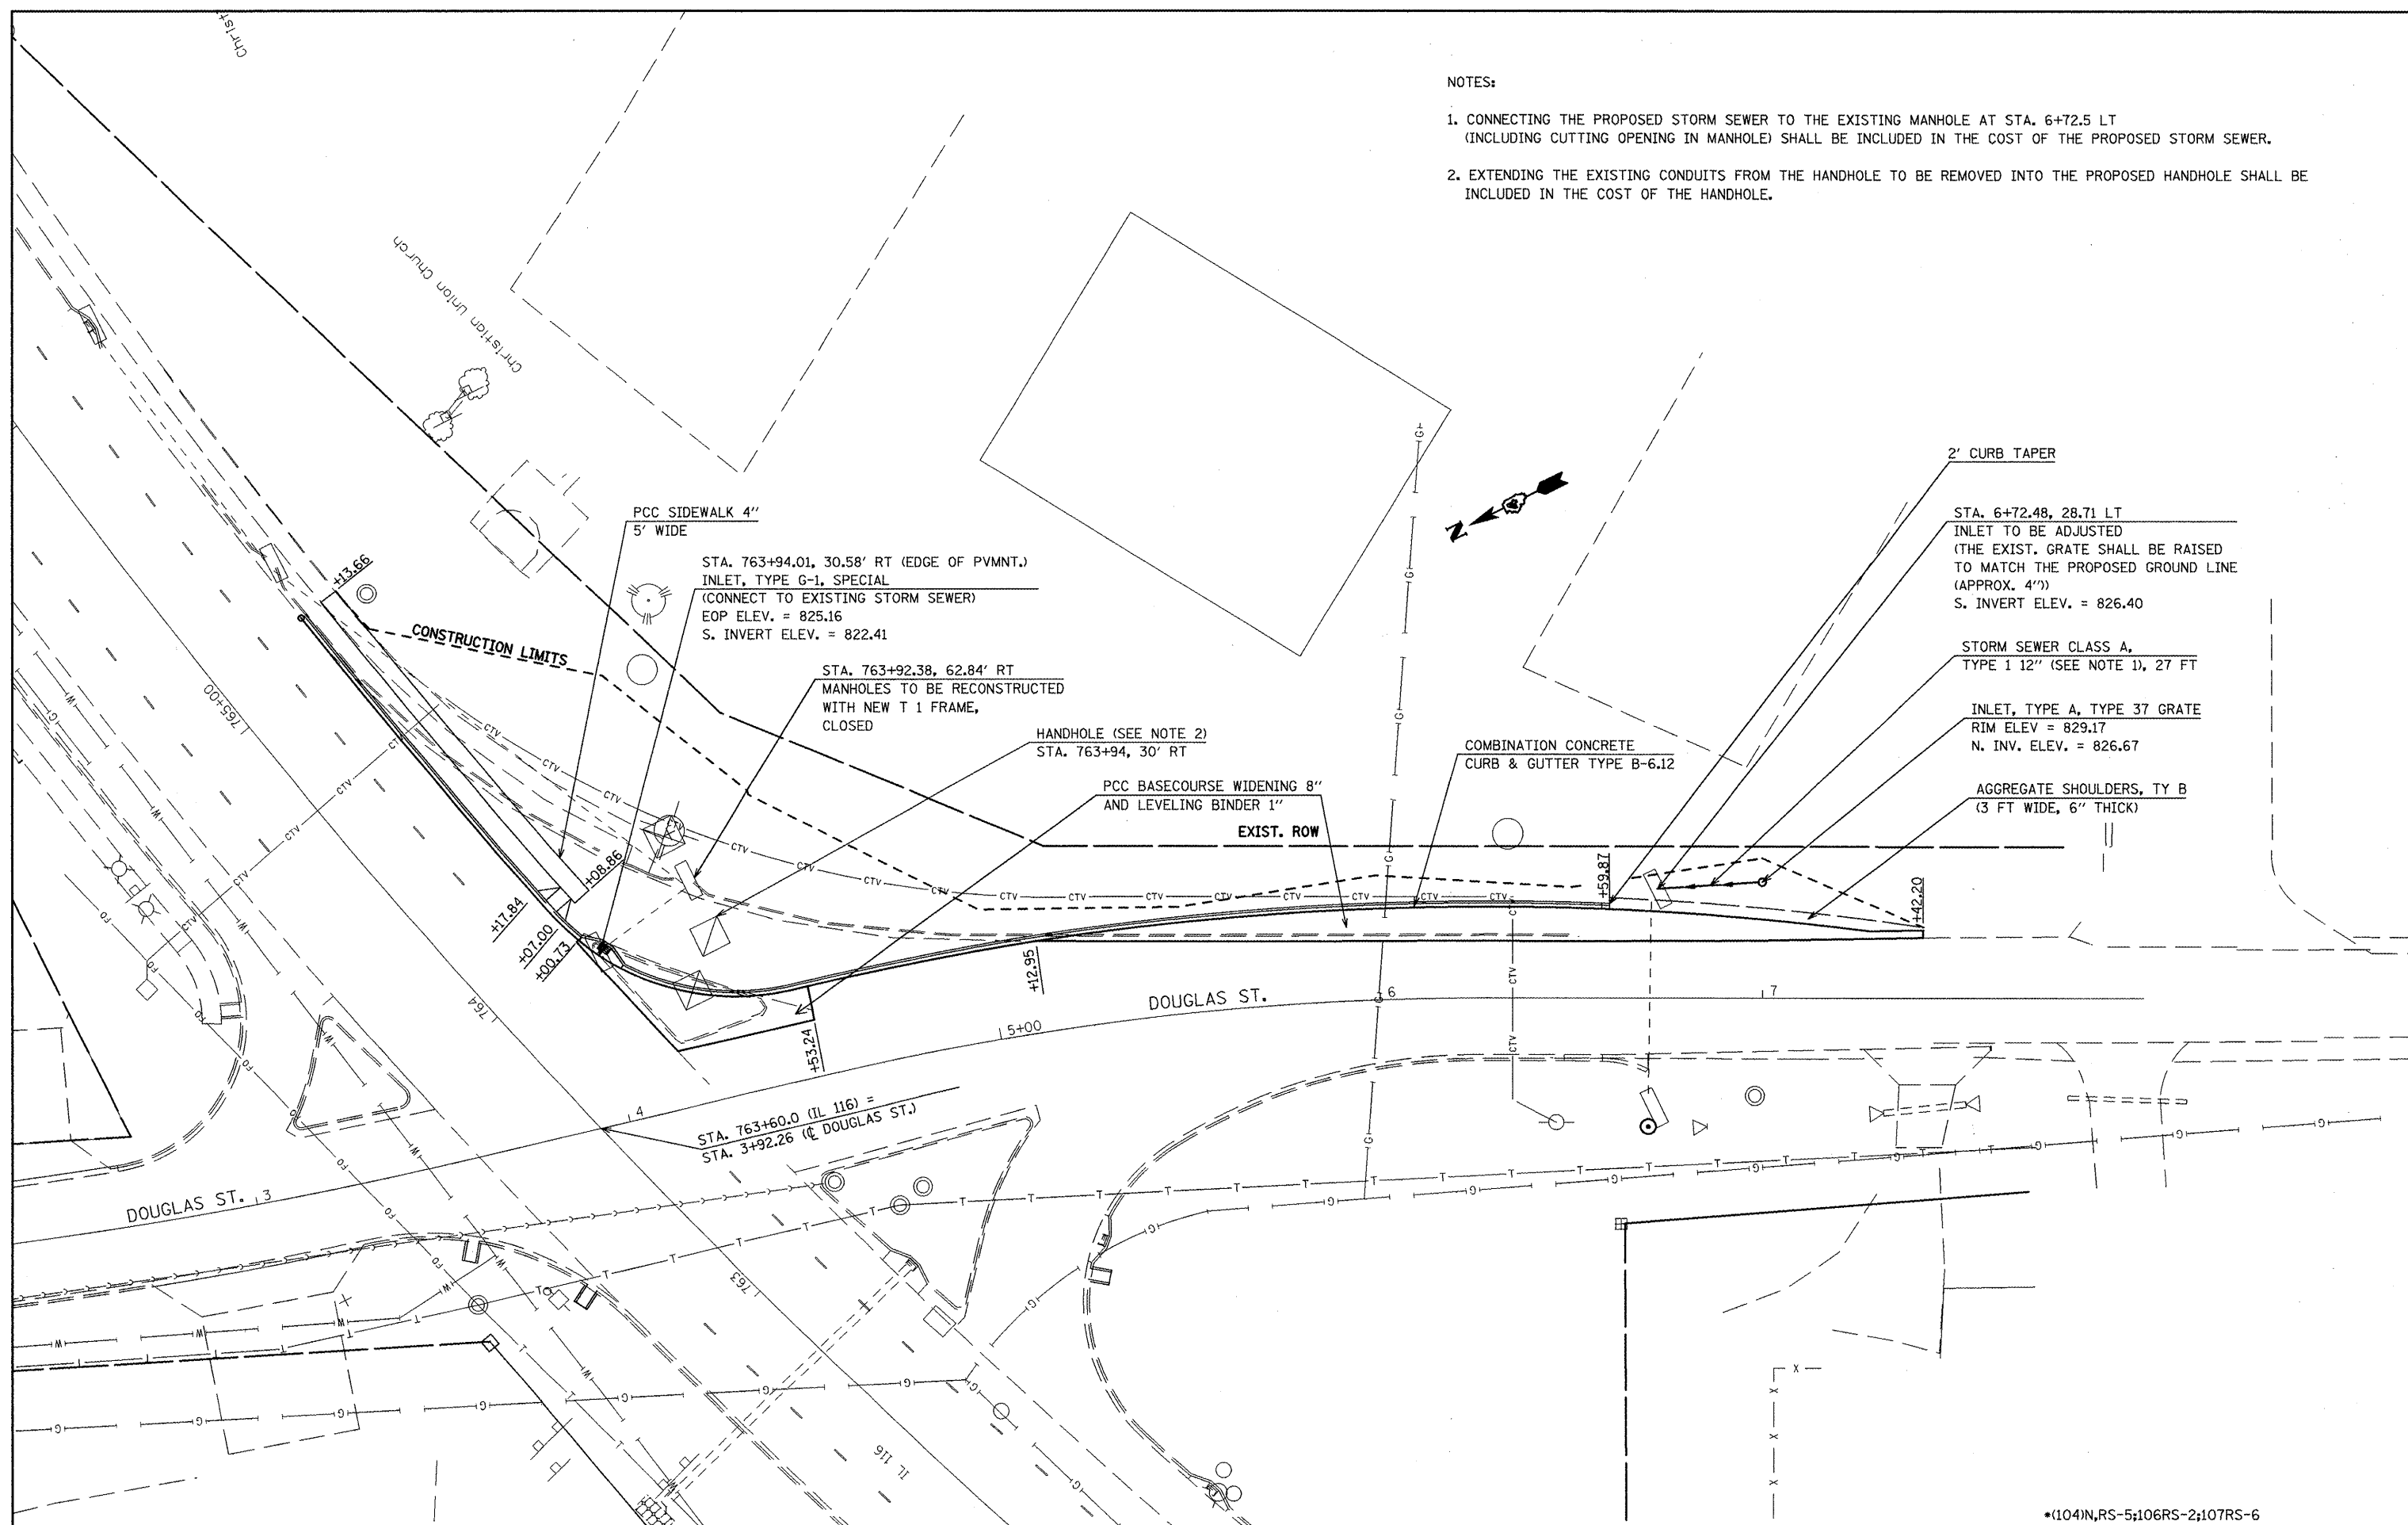 NOTES:
1. CONNECTING THE PROPOSED STORM SEWER TO THE EXISTING MANHOLE AT STA. 6+72.5 LT
(INCLUDING CUTTING OPENING IN MANHOLE) SHALL BE INCLUDED IN THE COST OF THE PROPOSED STORM SEWER.
2. EXTENDING THE EXISTING CONDUITS FROM THE HANDHOLE TO BE REMOVED INTO THE PROPOSED HANDHOLE SHALL BE
INCLUDED IN THE COST OF THE HANDHOLE.
Christian Union Church
PCC SIDEWALK 4"
5' WIDE
STA. 763+94.01, 30.58' RT (EDGE OF PVMNT.)
INLET, TYPE G-1, SPECIAL
(CONNECT TO EXISTING STORM SEWER)
EOP ELEV. = 825.16
S. INVERT ELEV. = 822.41
STA. 763+92.38, 62.84' RT
MANHOLES TO BE RECONSTRUCTED
WITH NEW T 1 FRAME,
CLOSED
HANDHOLE (SEE NOTE 2)
STA. 763+94, 30' RT
PCC BASECOURSE WIDENING 8"
AND LEVELING BINDER 1"
COMBINATION CONCRETE
CURB & GUTTER TYPE B-6.12
EXIST. ROW
CONSTRUCTION LIMITS
N
2' CURB TAPER
STA. 6+72.48, 28.71 LT
INLET TO BE ADJUSTED
(THE EXIST. GRATE SHALL BE RAISED
TO MATCH THE PROPOSED GROUND LINE
(APPROX. 4"))
S. INVERT ELEV. = 826.40
STORM SEWER CLASS A,
TYPE 1 12" (SEE NOTE 1), 27 FT
INLET, TYPE A, TYPE 37 GRATE
RIM ELEV = 829.17
N. INV. ELEV. = 826.67
AGGREGATE SHOULDERS, TY B
(3 FT WIDE, 6" THICK)
+13.66
+08.86
+17.84
+07.00
+00.73
+53.24
+12.95
+59.87
+42.20
765+00
764
763
IL 116
DOUGLAS ST.
3
4
5+00
DOUGLAS ST.
6
7
STA. 763+60.0 (IL 116) =
STA. 3+92.26 (℄ DOUGLAS ST.)
*(104)N,RS-5;106RS-2;107RS-6